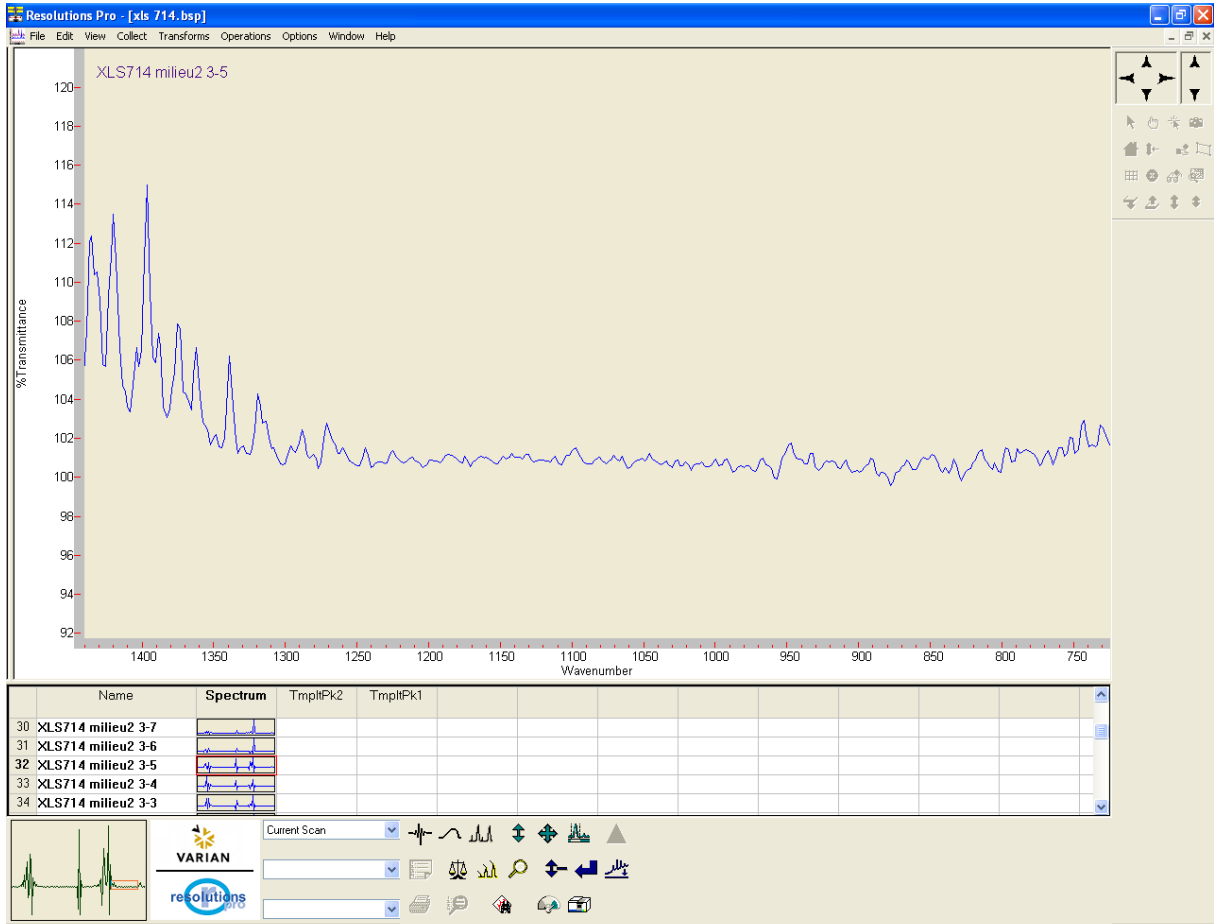 Resolutions Pro - [xls 714.bsp]
File Edit View Collect Transforms Operations Options Window Help
XLS714 milieu2 3-5
120
118
116
114
112
110
108
106
104
102
100
98
96
94
92
%Transmittance
1400 1350 1300 1250 1200 1150 1100 1050 1000 950 900 850 800 750
Wavenumber
Name Spectrum TmpltPk2 TmpltPk1
30 XLS714 milieu2 3-7
31 XLS714 milieu2 3-6
32 XLS714 milieu2 3-5
33 XLS714 milieu2 3-4
34 XLS714 milieu2 3-3
VARIAN
resolutions
pro
Current Scan